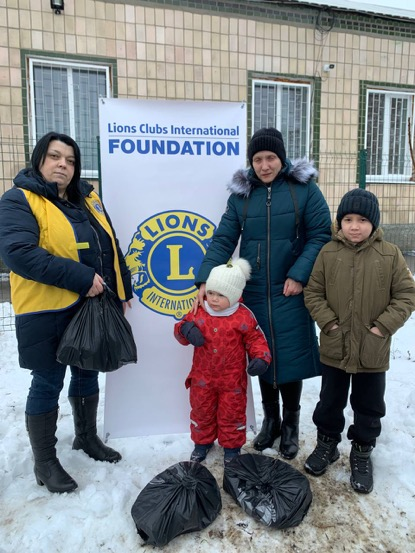 Lions Clubs International
FOUNDATION
LIONS
L
INTERNATIONAL